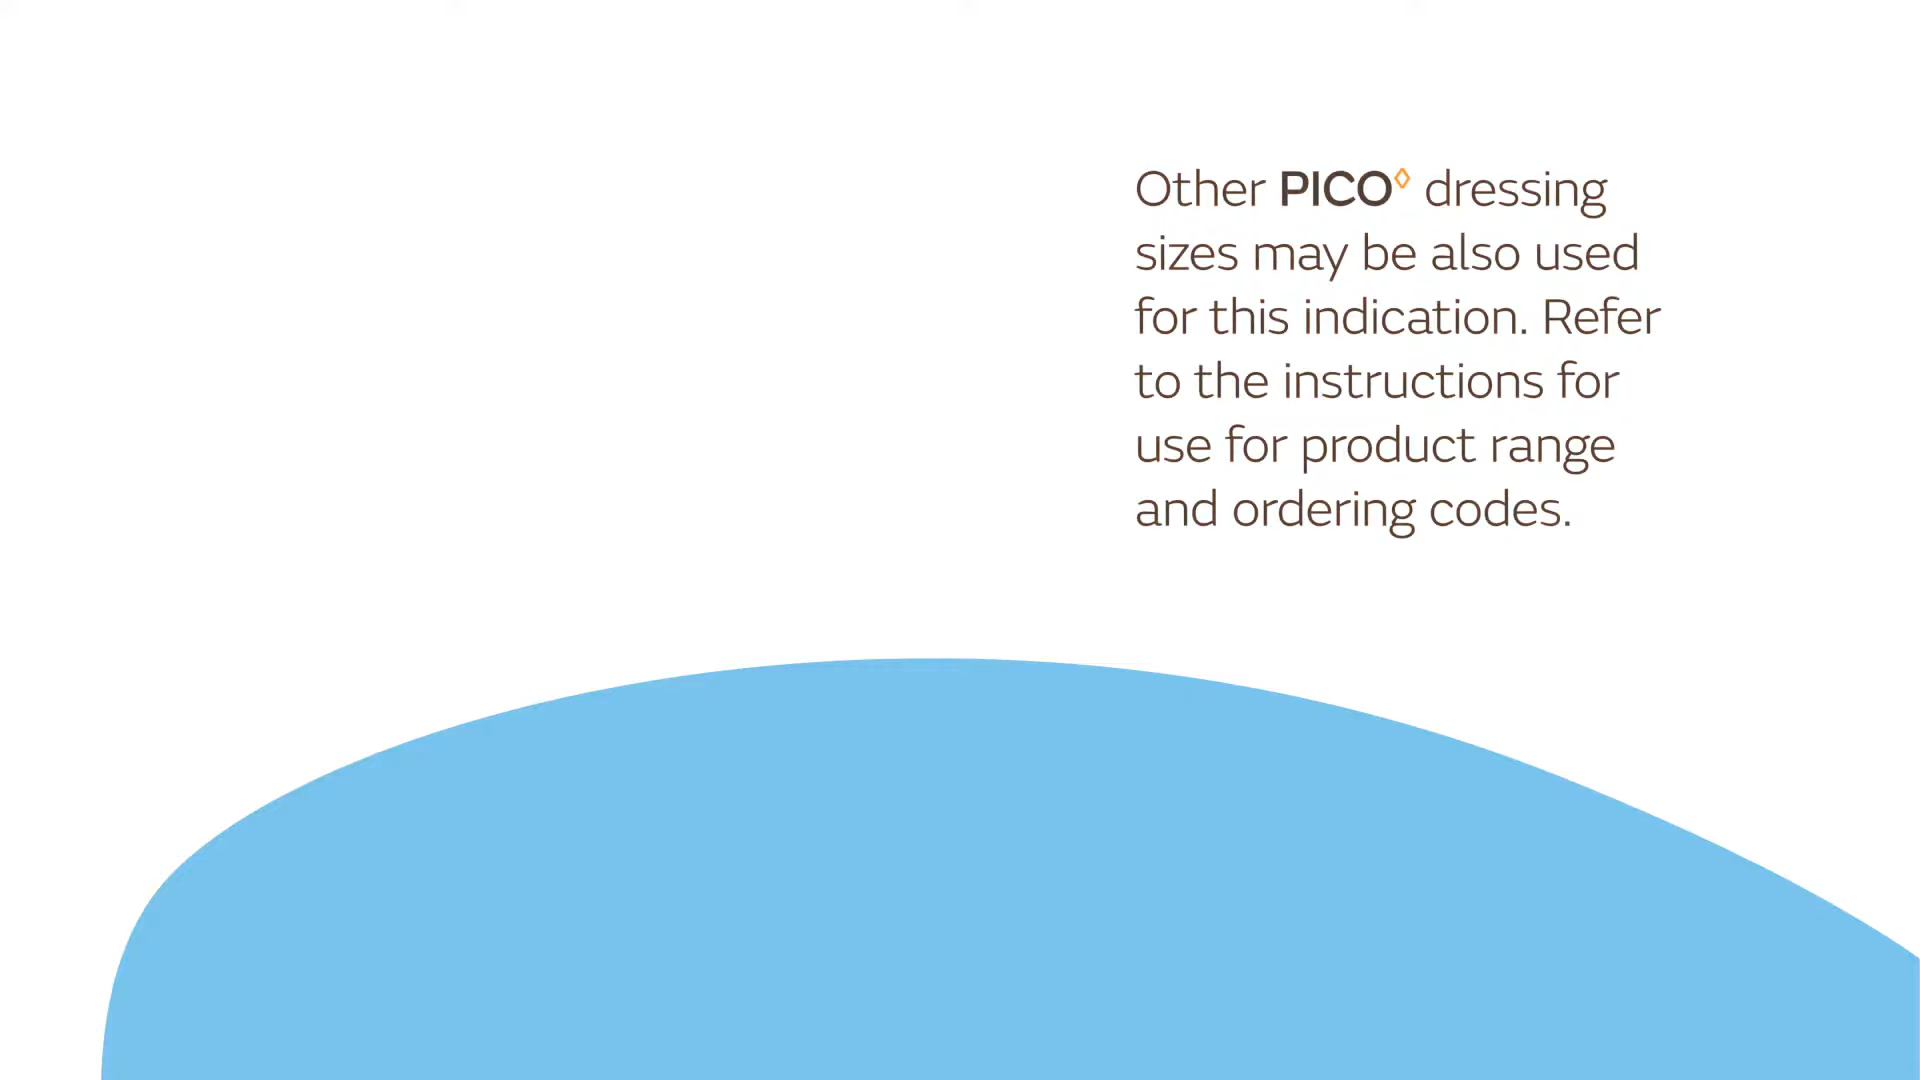 Other PICO◊ dressing
sizes may be also used
for this indication. Refer
to the instructions for
use for product range
and ordering codes.